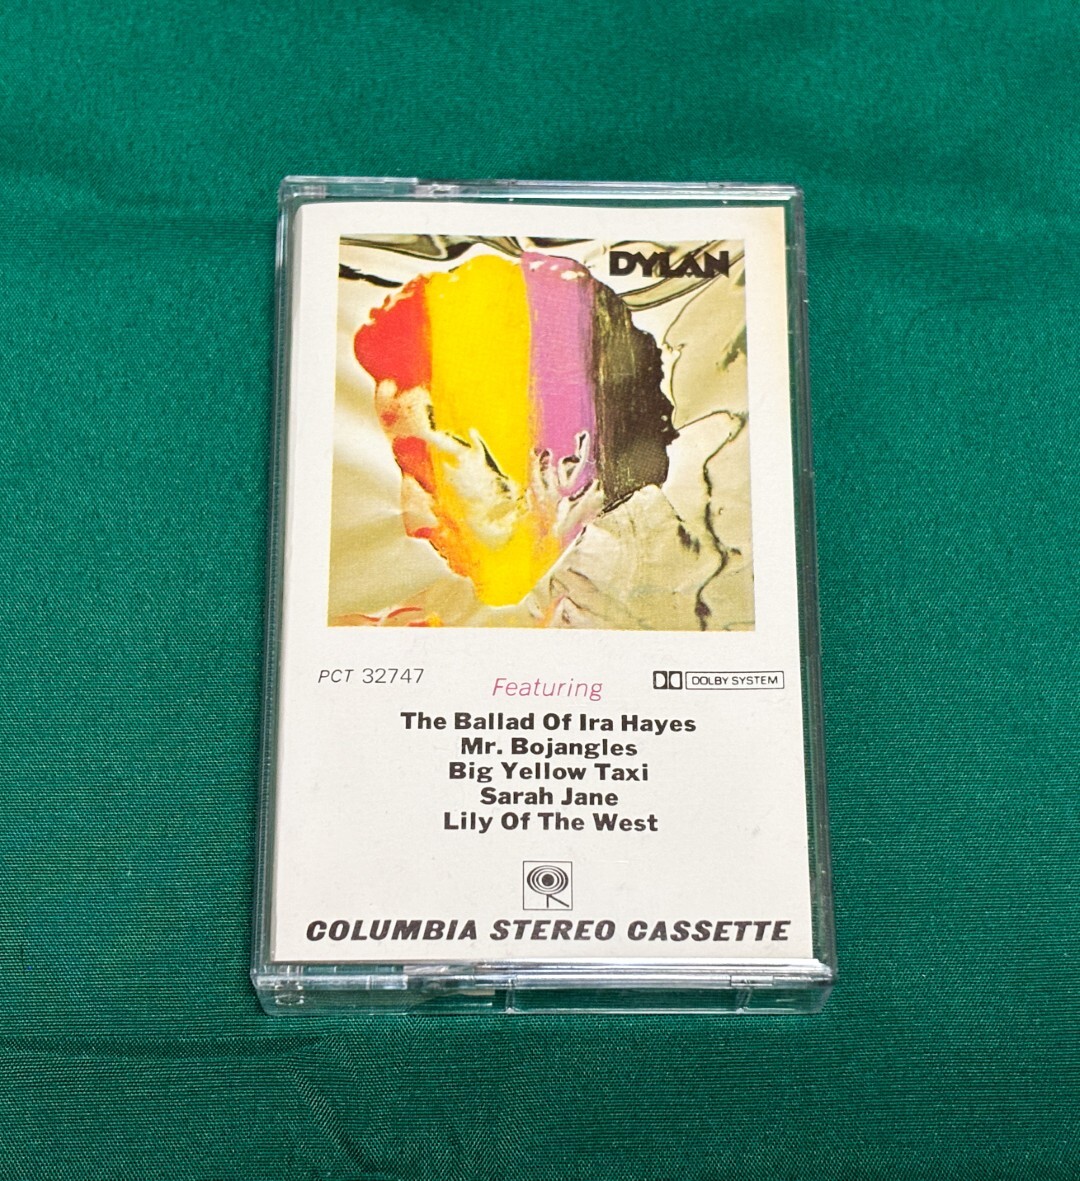 DYLAN
PCT 32747
Featuring
DOLBY SYSTEM
The Ballad Of Ira Hayes
Mr. Bojangles
Big Yellow Taxi
Sarah Jane
Lily Of The West
COLUMBIA STEREO CASSETTE